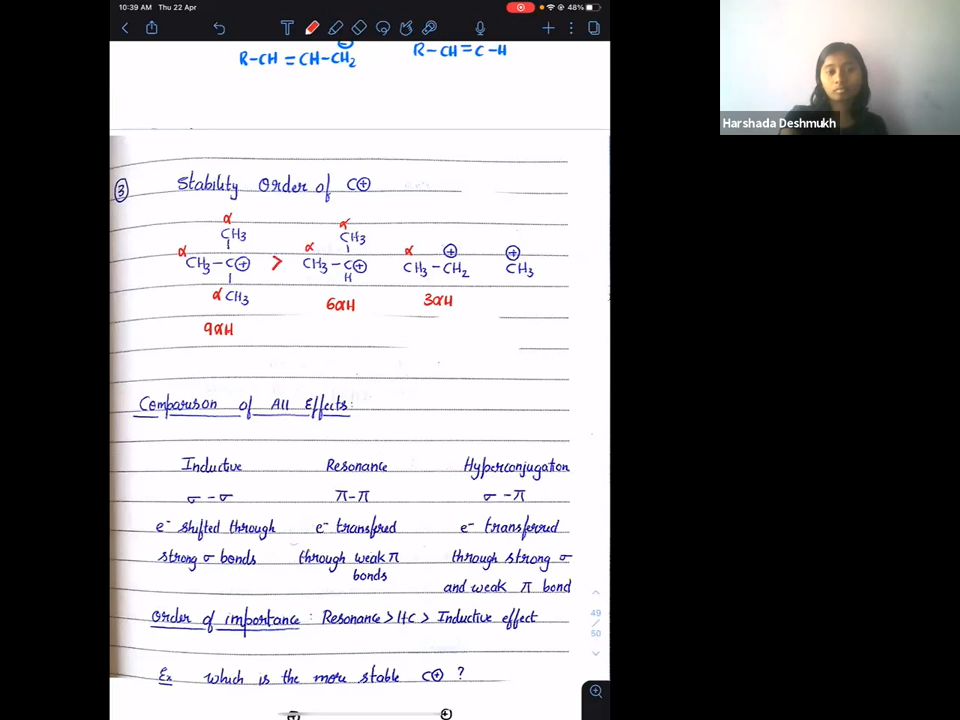 10:39 AM Thu 22 Apr
48%
R-CH=CH-CH₂
R-CH=C-H
Harshada Deshmukh
③ Stability Order of C⊕
α α
CH₃ CH₃
α α α ⊕ ⊕
CH₃-C⊕ > CH₃-C⊕ CH₃-CH₂ CH₃
α CH₃ H
9αH 6αH 3αH
Comparison of All Effects:
Inductive Resonance Hyperconjugation
σ-σ π-π σ-π
e⁻ shifted through e⁻ transferred e⁻ transferred
strong σ bonds through weak π through strong σ
bonds and weak π bond
Order of importance : Resonance > HC > Inductive effect
49
/
50
Ex which is the more stable C⊕ ?